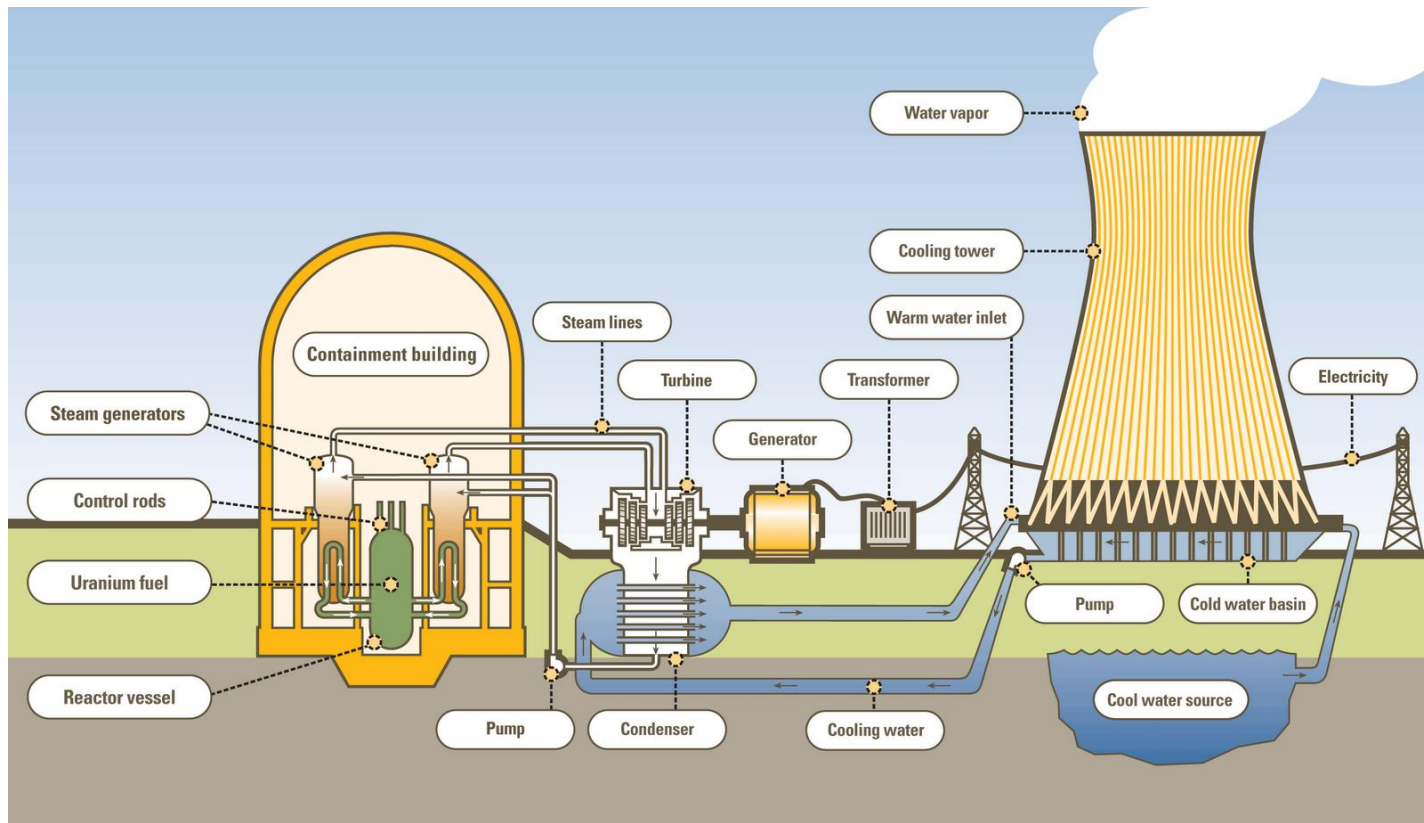 Water vapor
Cooling tower
Steam lines
Warm water inlet
Containment building
Turbine
Transformer
Electricity
Steam generators
Generator
Control rods
Uranium fuel
Pump
Cold water basin
Reactor vessel
Cool water source
Pump
Condenser
Cooling water